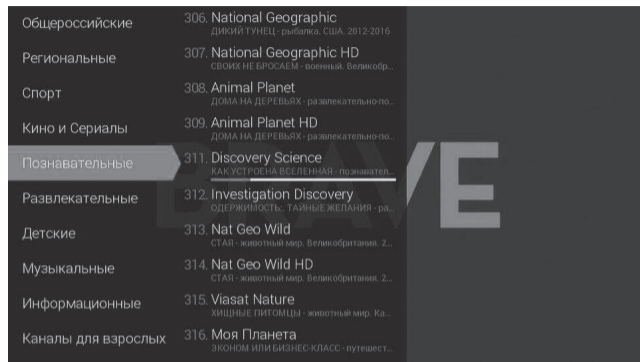 Общероссийские
Региональные
Спорт
Кино и Сериалы
Познавательные
Развлекательные
Детские
Музыкальные
Информационные
Каналы для взрослых
306. National Geographic
ДИКИЙ ТУНЕЦ - рыбалка. США. 2012-2016
307. National Geographic HD
СВОИХ НЕ БРОСАЕМ - военный. Великобр...
308. Animal Planet
ДОМА НА ДЕРЕВЬЯХ - развлекательно-по...
309. Animal Planet HD
ДОМА НА ДЕРЕВЬЯХ - развлекательно-по...
311. Discovery Science
КАК УСТРОЕНА ВСЕЛЕННАЯ - познавател...
312. Investigation Discovery
ОДЕРЖИМОСТЬ: ТАЙНЫЕ ЖЕЛАНИЯ - ра...
313. Nat Geo Wild
СТАЯ - животный мир. Великобритания. 2...
314. Nat Geo Wild HD
СТАЯ - животный мир. Великобритания. 2...
315. Viasat Nature
ХИЩНЫЕ ПИТОМЦЫ - животный мир. Ка...
316. Моя Планета
ЭКОНОМ ИЛИ БИЗНЕС-КЛАСС - путешест...
BRAVE